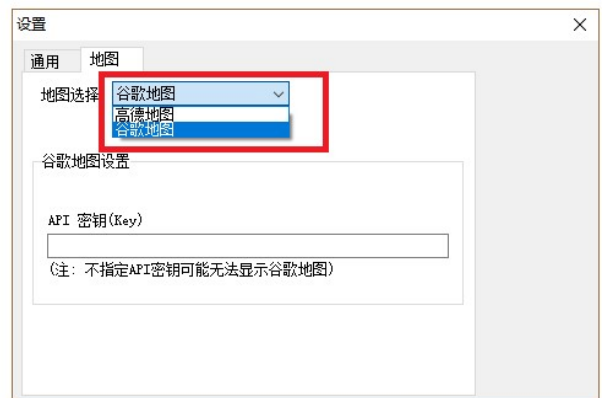 设置
通用 地图
地图选择 谷歌地图
高德地图
谷歌地图
谷歌地图设置
API 密钥(Key)
(注: 不指定API密钥可能无法显示谷歌地图)